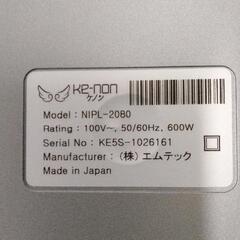 Ke-non
ケノン
Model: NIPL-2080
Rating: 100V~, 50/60Hz, 600W
Serial No: KE5S-1026161
Manufacturer: (株) エムテック
Made in Japan